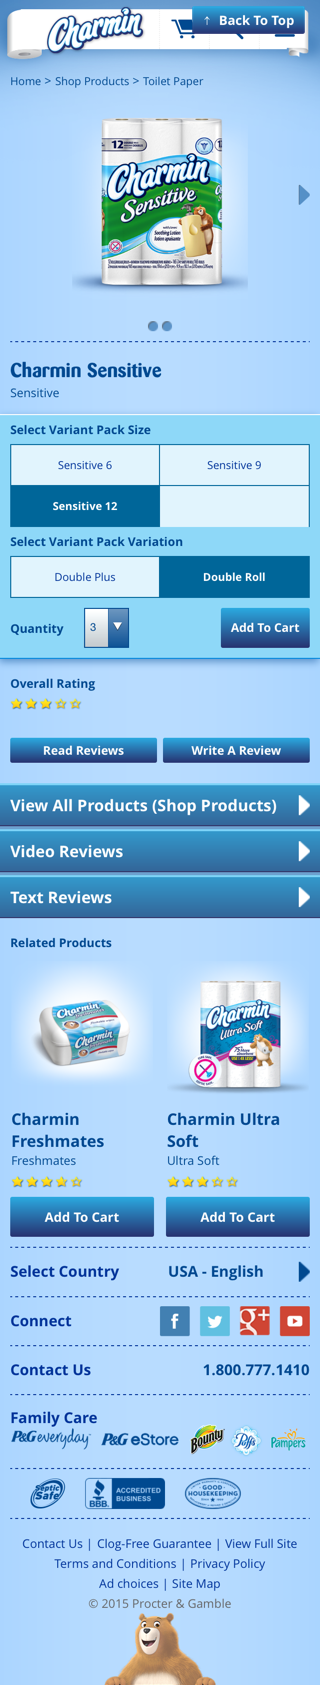 Charmin
↑ Back To Top
Home > Shop Products > Toilet Paper
12
Charmin
Sensitive
Soothing Lotion
Charmin Sensitive
Sensitive
Select Variant Pack Size
Sensitive 6
Sensitive 9
Sensitive 12
Select Variant Pack Variation
Double Plus
Double Roll
Quantity
3
Add To Cart
Overall Rating
Read Reviews
Write A Review
View All Products (Shop Products)
Video Reviews
Text Reviews
Related Products
Charmin
Ultra Soft
Charmin
Freshmates
Freshmates
Charmin Ultra
Soft
Ultra Soft
Add To Cart
Add To Cart
Select Country
USA - English
Connect
Contact Us
1.800.777.1410
Family Care
P&G everyday
P&G eStore
Bounty
Puffs
Pampers
Septic
Safe
BBB.
ACCREDITED
BUSINESS
GOOD
HOUSEKEEPING
Contact Us | Clog-Free Guarantee | View Full Site
Terms and Conditions | Privacy Policy
Ad choices | Site Map
© 2015 Procter & Gamble